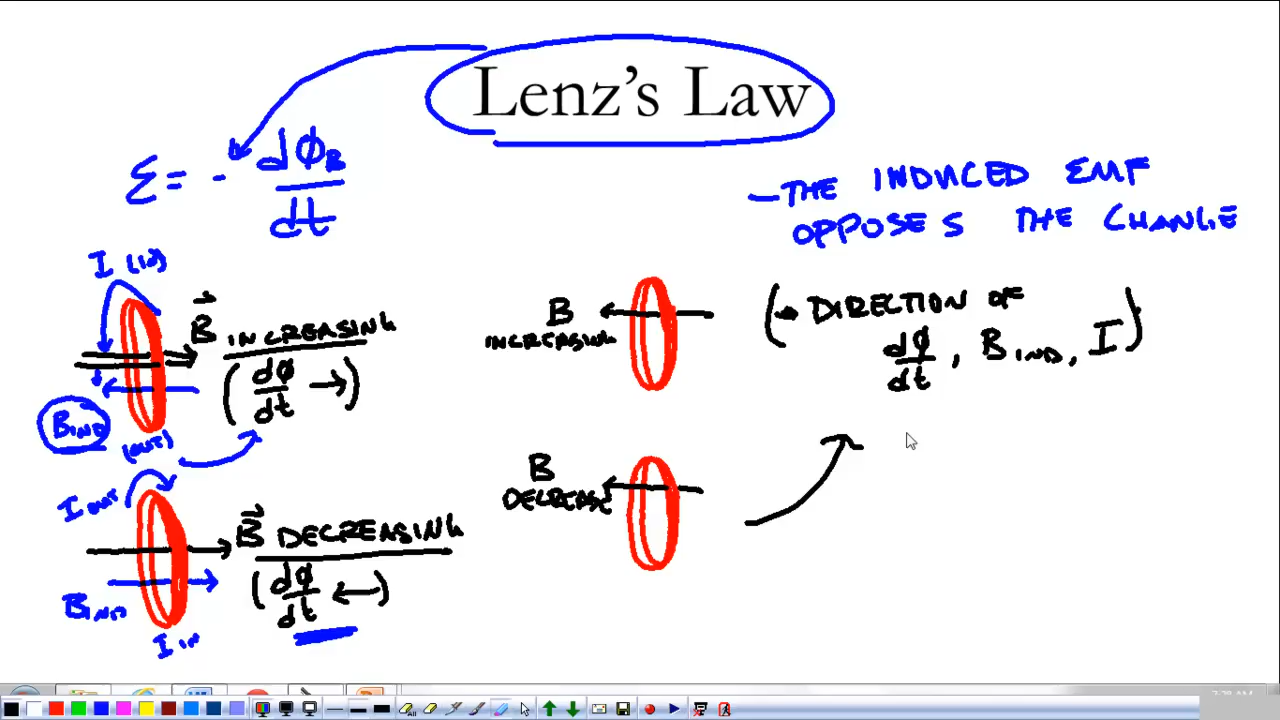 Lenz's Law
ε = - dϕB/dt
- THE INDUCED EMF
OPPOSES THE CHANGE
I (IN)
B INCREASING
(dϕ/dt →)
BIND
(OUT)
B
INCREASING
(→ DIRECTION OF
dϕ/dt, BIND, I)
I OUT
B DECREASING
(dϕ/dt ←)
BIND
I IN
B
DECREASE